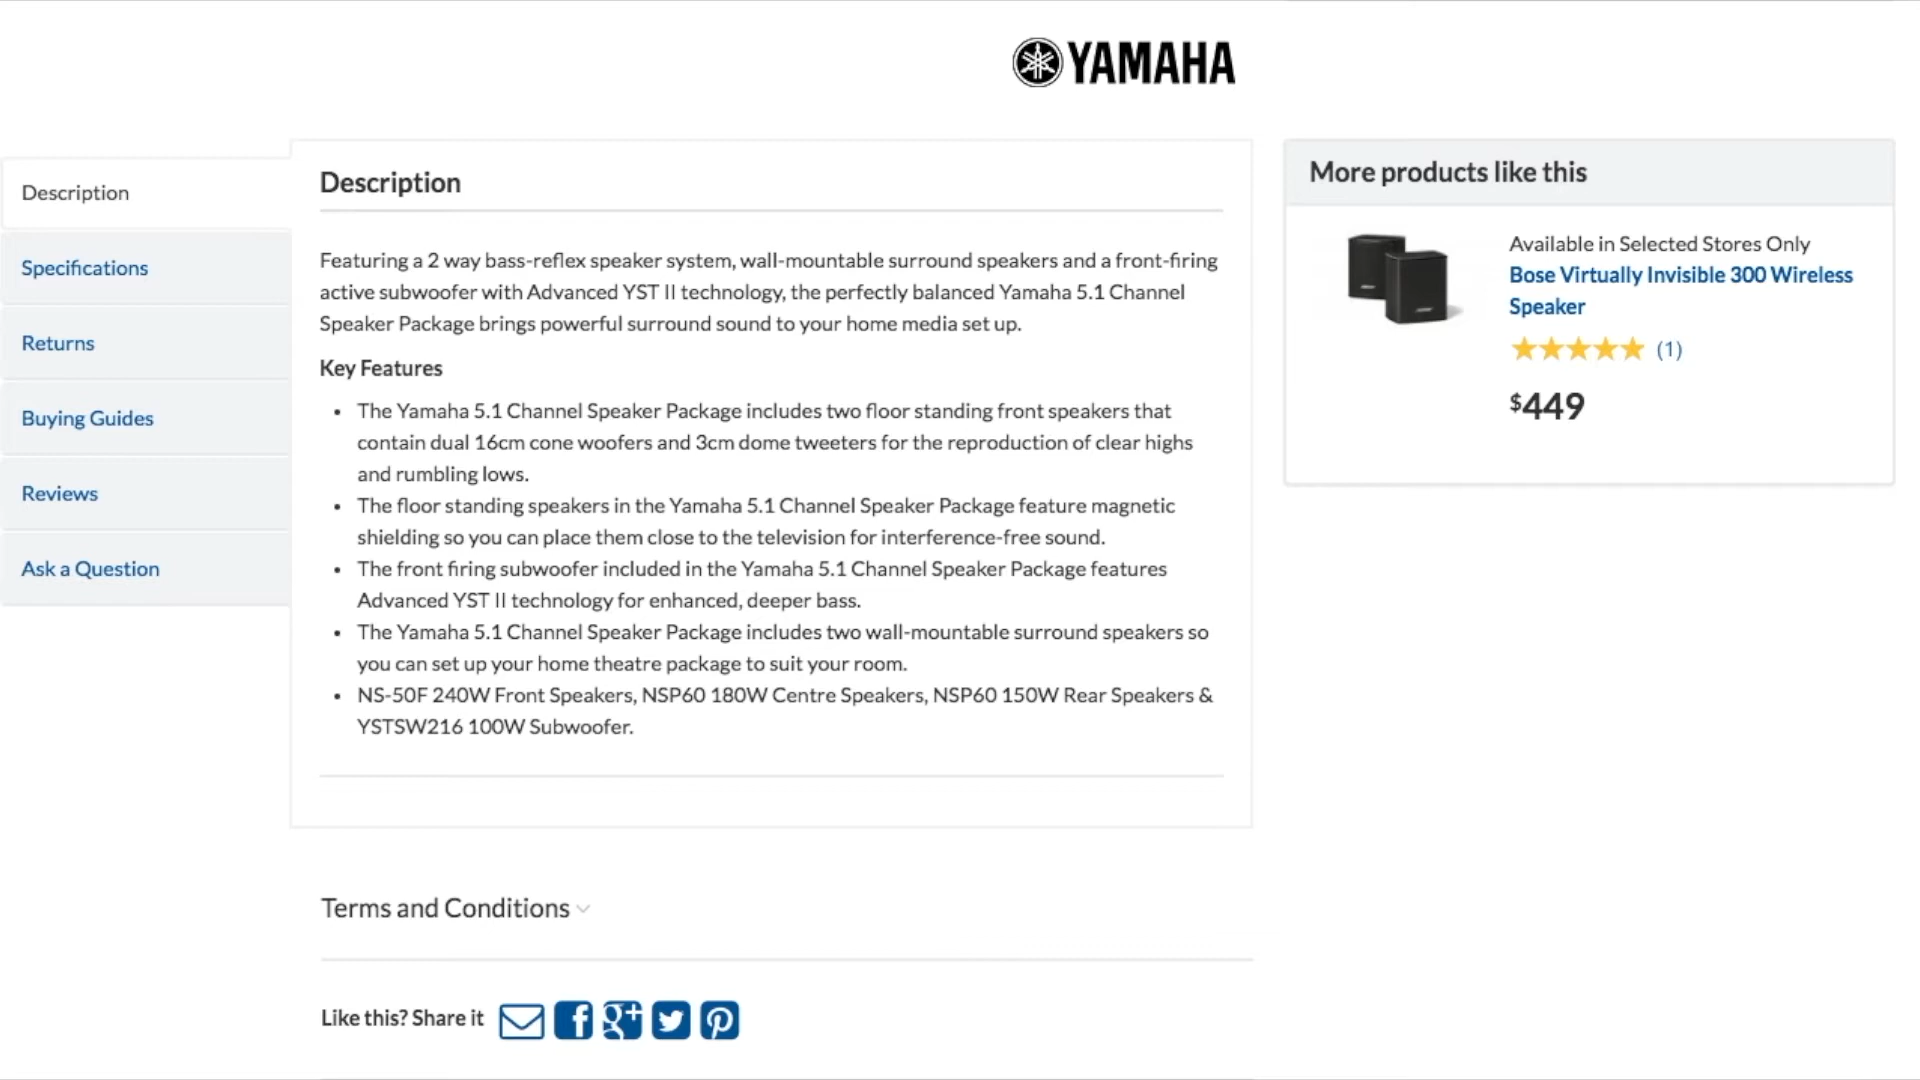 YAMAHA
Description
Specifications
Returns
Buying Guides
Reviews
Ask a Question
Description
Featuring a 2 way bass-reflex speaker system, wall-mountable surround speakers and a front-firing
active subwoofer with Advanced YST II technology, the perfectly balanced Yamaha 5.1 Channel
Speaker Package brings powerful surround sound to your home media set up.
Key Features
• The Yamaha 5.1 Channel Speaker Package includes two floor standing front speakers that
contain dual 16cm cone woofers and 3cm dome tweeters for the reproduction of clear highs
and rumbling lows.
• The floor standing speakers in the Yamaha 5.1 Channel Speaker Package feature magnetic
shielding so you can place them close to the television for interference-free sound.
• The front firing subwoofer included in the Yamaha 5.1 Channel Speaker Package features
Advanced YST II technology for enhanced, deeper bass.
• The Yamaha 5.1 Channel Speaker Package includes two wall-mountable surround speakers so
you can set up your home theatre package to suit your room.
• NS-50F 240W Front Speakers, NSP60 180W Centre Speakers, NSP60 150W Rear Speakers &
YSTSW216 100W Subwoofer.
More products like this
Available in Selected Stores Only
Bose Virtually Invisible 300 Wireless
Speaker
(1)
$449
Terms and Conditions
Like this? Share it